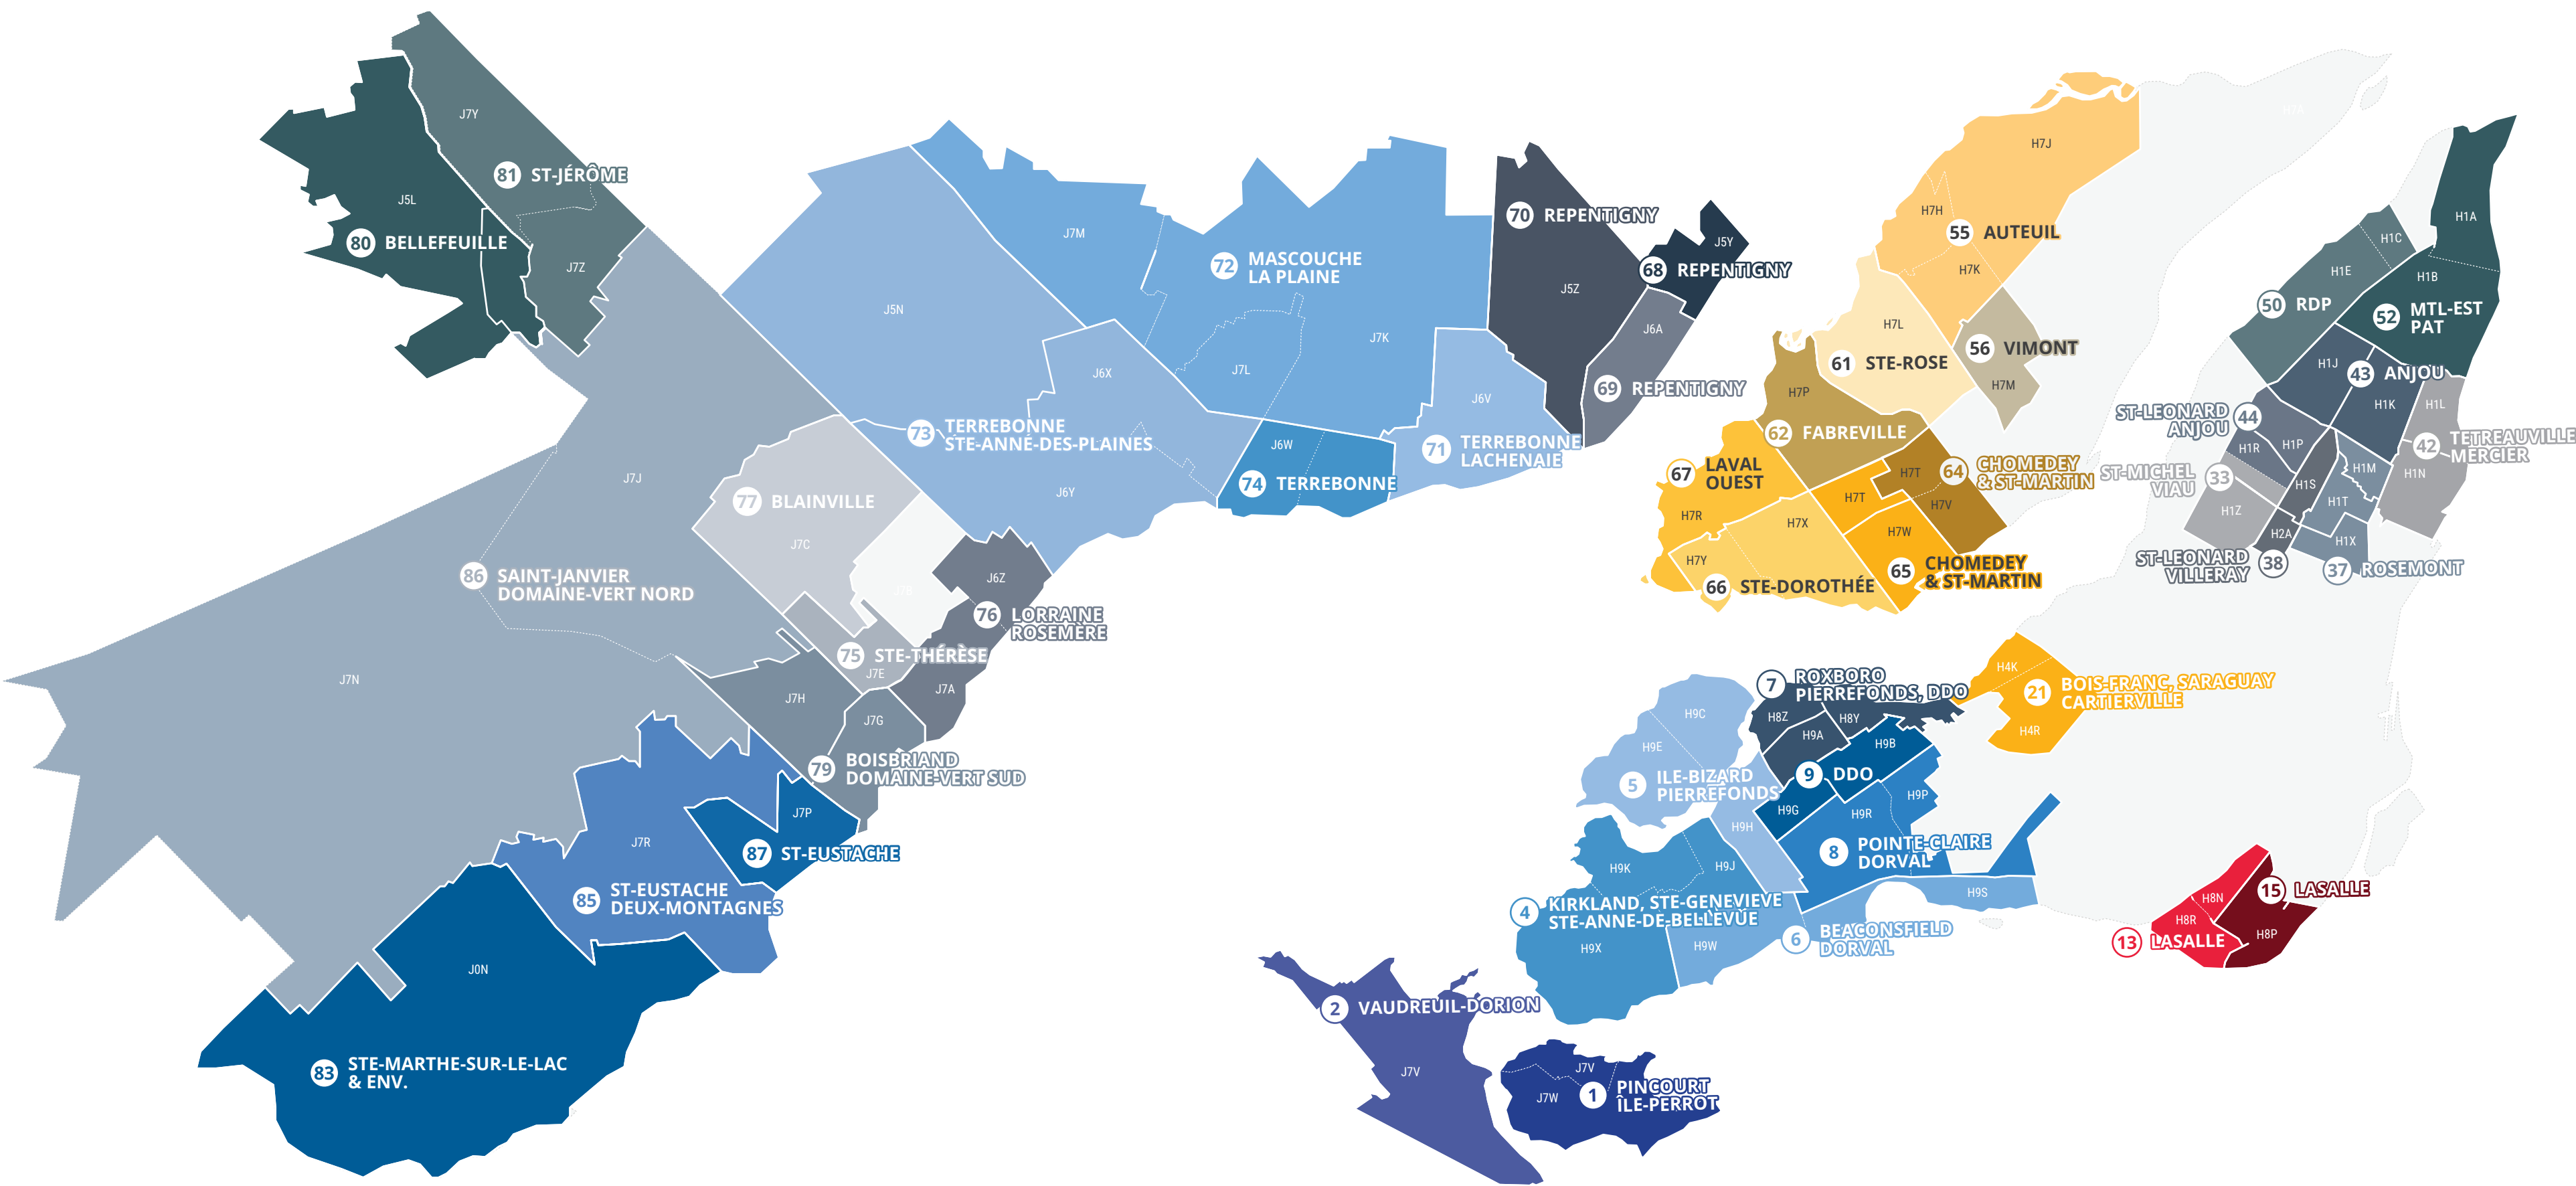 J7Y
81 ST-JÉRÔME
J5L
80 BELLEFEUILLE
J7Z
J7J
86 SAINT-JANVIER
DOMAINE-VERT NORD
J7N
J5N
J7M
72 MASCOUCHE
LA PLAINE
J7K
J7L
J6X
73 TERREBONNE
STE-ANNE-DES-PLAINES
J6Y
J6W
74 TERREBONNE
J6V
71 TERREBONNE
LACHENAIE
70 REPENTIGNY
J5Z
J5Y
68 REPENTIGNY
J6A
69 REPENTIGNY
77 BLAINVILLE
J7C
J7B
J6Z
76 LORRAINE
ROSEMÈRE
75 STE-THÉRÈSE
J7E
J7A
J7H
J7G
79 BOISBRIAND
DOMAINE-VERT SUD
J7P
87 ST-EUSTACHE
J7R
85 ST-EUSTACHE
DEUX-MONTAGNES
J0N
83 STE-MARTHE-SUR-LE-LAC
& ENV.
H7J
H7H
55 AUTEUIL
H7K
H7L
61 STE-ROSE
56 VIMONT
H7M
H7P
62 FABREVILLE
67 LAVAL
OUEST
H7R
H7Y
H7X
66 STE-DOROTHÉE
H7T
H7T
64 CHOMEDEY
& ST-MARTIN
H7V
H7W
65 CHOMEDEY
& ST-MARTIN
H2A
H1A
H1C
H1E
H1B
50 RDP
52 MTL-EST
PAT
H1J
43 ANJOU
H1K
H1L
ST-LEONARD 44
ANJOU
42 TETREAUVILLE
MERCIER
H1R
H1P
H1M
H1N
ST-MICHEL 33
VIAU
H1S
H1T
H1Z
H2A
H1X
ST-LEONARD 38
VILLERAY
37 ROSEMONT
H4K
21 BOIS-FRANC, SARAGUAY
CARTIERVILLE
H4R
7 ROXBORO
PIERREFONDS, DDO
H8Z
H8Y
H9A
H9B
9 DDO
H9G
H9C
H9E
5 ILE-BIZARD
PIERREFONDS
H9H
H9P
H9R
8 POINTE-CLAIRE
DORVAL
H9S
H9K
H9J
4 KIRKLAND, STE-GENEVIEVE
STE-ANNE-DE-BELLEVUE
H9X
H9W
6 BEACONSFIELD
DORVAL
H8N
H8R
15 LASALLE
13 LASALLE
H8P
2 VAUDREUIL-DORION
J7V
J7V
J7W
1 PINCOURT
ÎLE-PERROT